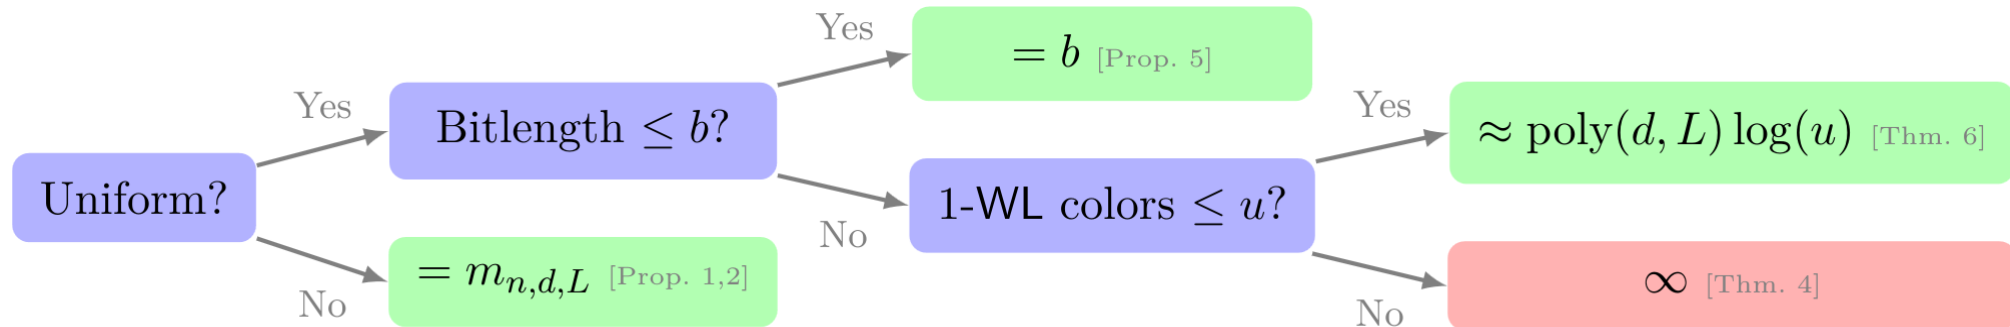 Uniform?
Yes
No
Bitlength ≤ b?
= m_{n,d,L} [Prop. 1,2]
Yes
No
= b [Prop. 5]
1-WL colors ≤ u?
Yes
No
≈ poly(d, L) log(u) [Thm. 6]
∞ [Thm. 4]